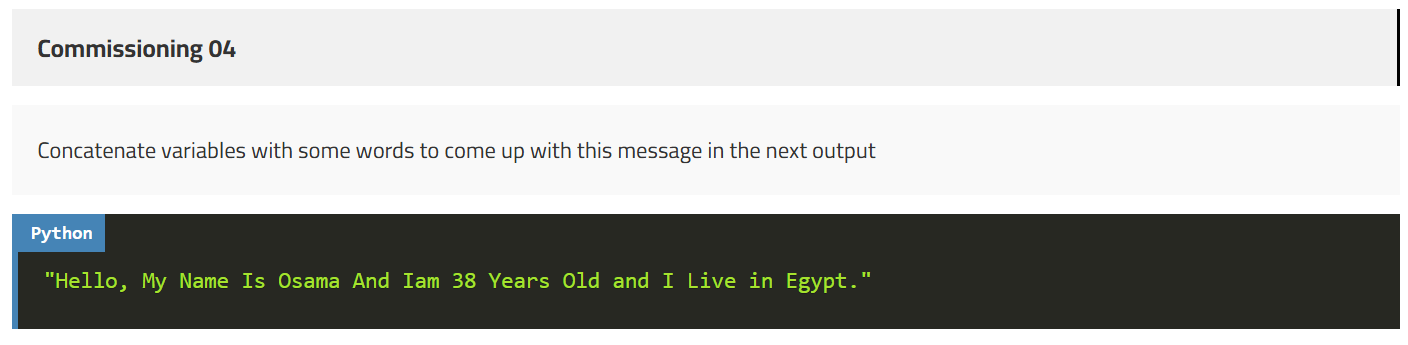 Commissioning 04
Concatenate variables with some words to come up with this message in the next output
Python
"Hello, My Name Is Osama And Iam 38 Years Old and I Live in Egypt."